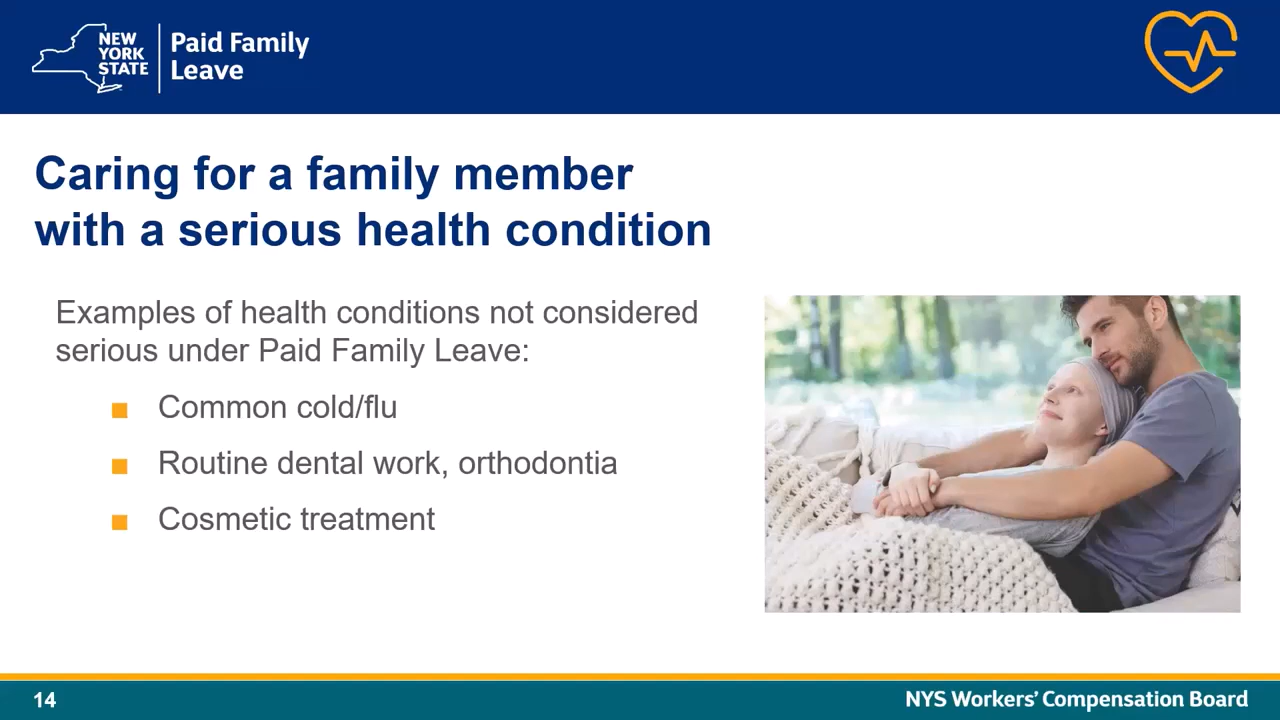 NEW
YORK
STATE
Paid Family
Leave
Caring for a family member
with a serious health condition
Examples of health conditions not considered
serious under Paid Family Leave:
■ Common cold/flu
■ Routine dental work, orthodontia
■ Cosmetic treatment
14
NYS Workers’ Compensation Board